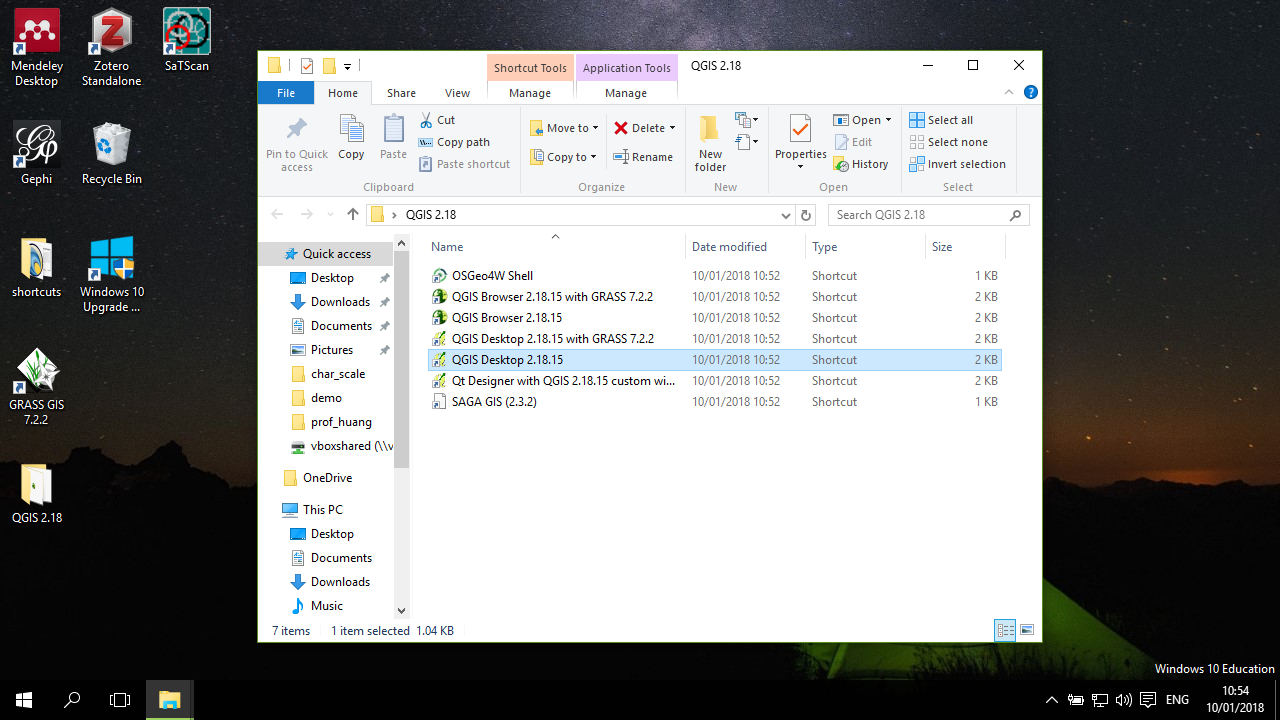 Mendeley Desktop
Zotero Standalone
SaTScan
Gephi
Recycle Bin
shortcuts
Windows 10 Upgrade ...
GRASS GIS 7.2.2
QGIS 2.18
Shortcut Tools
Application Tools
QGIS 2.18
File
Home
Share
View
Manage
Manage
Pin to Quick access
Copy
Paste
Cut
Copy path
Paste shortcut
Clipboard
Move to
Copy to
Delete
Rename
Organize
New folder
New
Properties
Open
Edit
History
Open
Select all
Select none
Invert selection
Select
QGIS 2.18
Search QGIS 2.18
Quick access
Desktop
Downloads
Documents
Pictures
char_scale
demo
prof_huang
vboxshared (\\v
OneDrive
This PC
Desktop
Documents
Downloads
Music
Name Date modified Type Size
OSGeo4W Shell 10/01/2018 10:52 Shortcut 1 KB
QGIS Browser 2.18.15 with GRASS 7.2.2 10/01/2018 10:52 Shortcut 2 KB
QGIS Browser 2.18.15 10/01/2018 10:52 Shortcut 2 KB
QGIS Desktop 2.18.15 with GRASS 7.2.2 10/01/2018 10:52 Shortcut 2 KB
QGIS Desktop 2.18.15 10/01/2018 10:52 Shortcut 2 KB
Qt Designer with QGIS 2.18.15 custom wi... 10/01/2018 10:52 Shortcut 2 KB
SAGA GIS (2.3.2) 10/01/2018 10:52 Shortcut 1 KB
7 items 1 item selected 1.04 KB
Windows 10 Education
ENG
10:54
10/01/2018